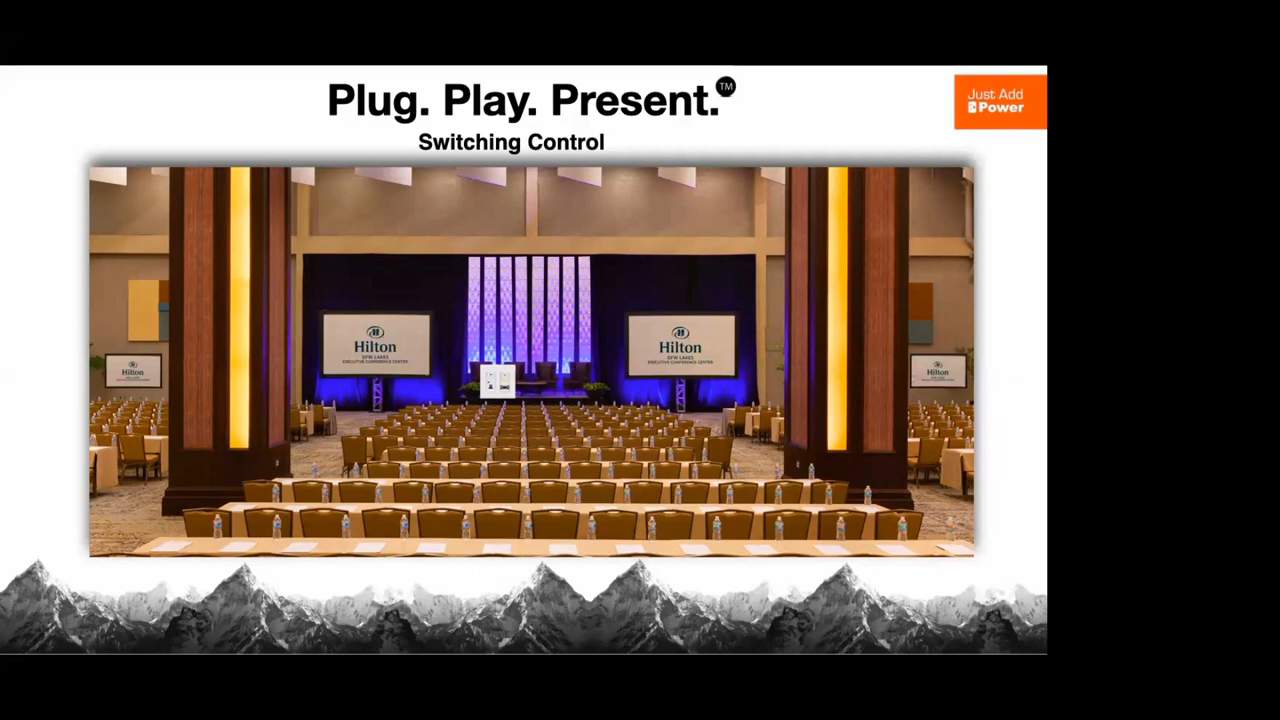 Plug. Play. Present.™
Switching Control
Just Add
Power
Hilton
DFW LAKES
EXECUTIVE CONFERENCE CENTER
Hilton
DFW LAKES
EXECUTIVE CONFERENCE CENTER
Hilton
Hilton